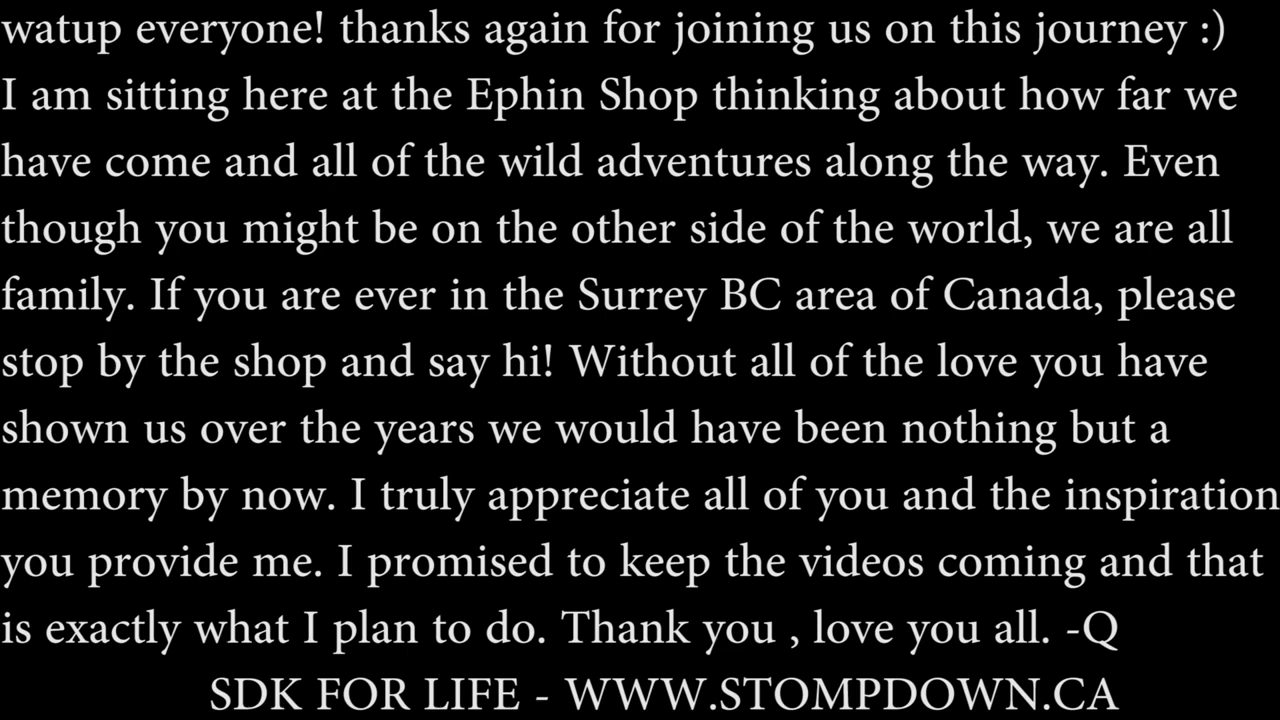 watup everyone! thanks again for joining us on this journey :)
I am sitting here at the Ephin Shop thinking about how far we
have come and all of the wild adventures along the way. Even
though you might be on the other side of the world, we are all
family. If you are ever in the Surrey BC area of Canada, please
stop by the shop and say hi! Without all of the love you have
shown us over the years we would have been nothing but a
memory by now. I truly appreciate all of you and the inspiration
you provide me. I promised to keep the videos coming and that
is exactly what I plan to do. Thank you , love you all. -Q
SDK FOR LIFE - WWW.STOMPDOWN.CA